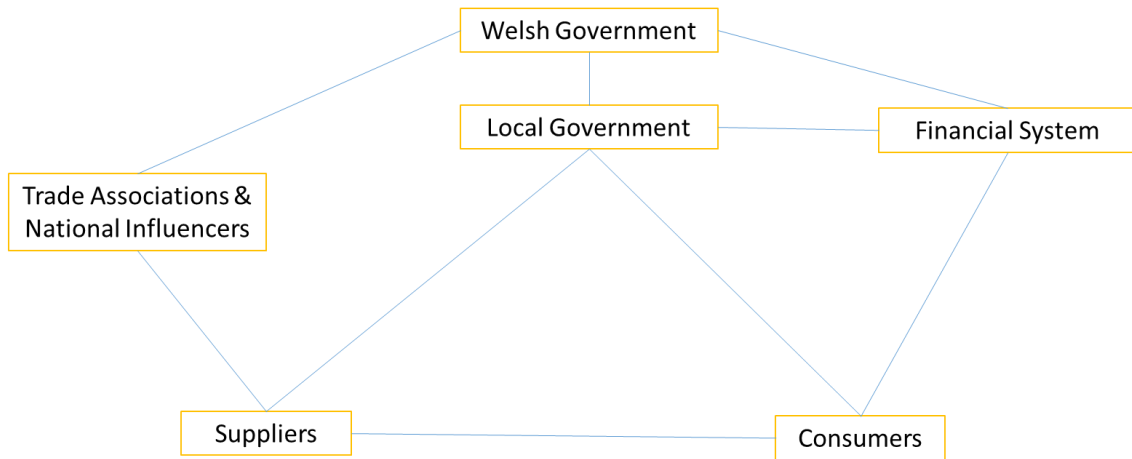 Welsh Government
Local Government
Financial System
Trade Associations &
National Influencers
Suppliers
Consumers